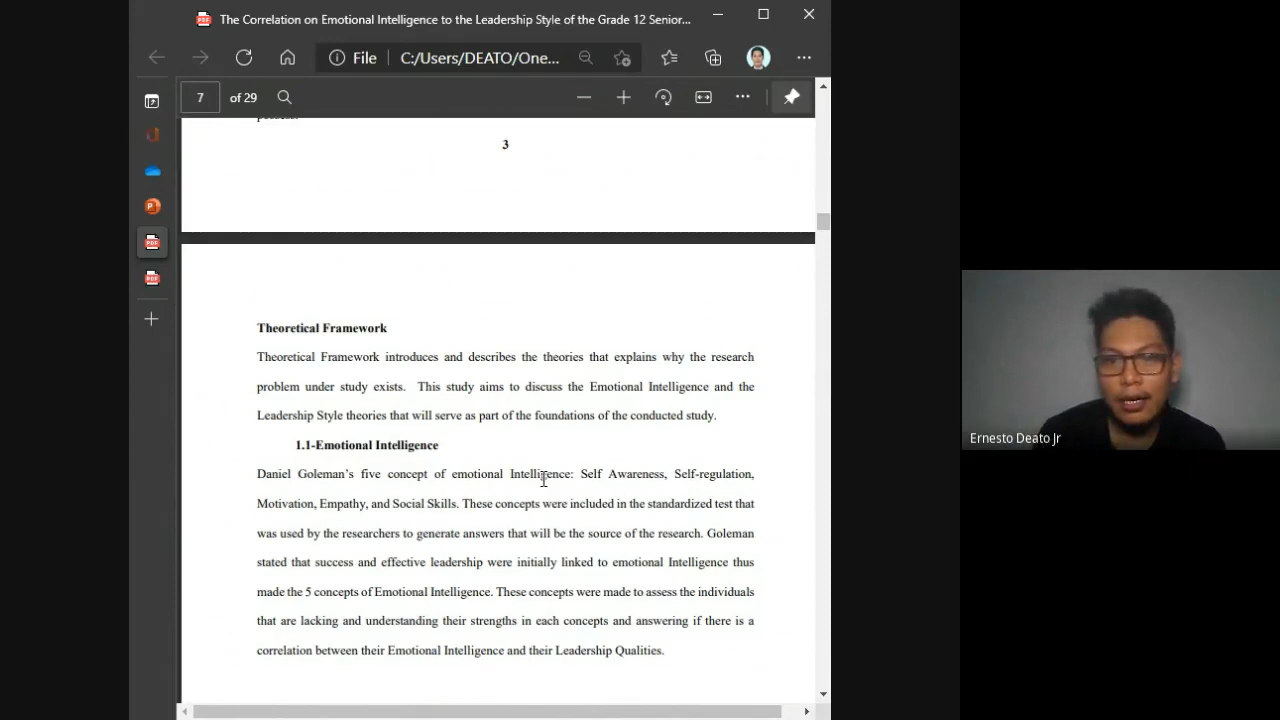 The Correlation on Emotional Intelligence to the Leadership Style of the Grade 12 Senior...
File
C:/Users/DEATO/One...
7
of 29
possess.
3
Theoretical Framework
Theoretical Framework introduces and describes the theories that explains why the research
problem under study exists. This study aims to discuss the Emotional Intelligence and the
Leadership Style theories that will serve as part of the foundations of the conducted study.
1.1-Emotional Intelligence
Daniel Goleman's five concept of emotional Intelligence: Self Awareness, Self-regulation,
Motivation, Empathy, and Social Skills. These concepts were included in the standardized test that
was used by the researchers to generate answers that will be the source of the research. Goleman
stated that success and effective leadership were initially linked to emotional Intelligence thus
made the 5 concepts of Emotional Intelligence. These concepts were made to assess the individuals
that are lacking and understanding their strengths in each concepts and answering if there is a
correlation between their Emotional Intelligence and their Leadership Qualities.
Ernesto Deato Jr